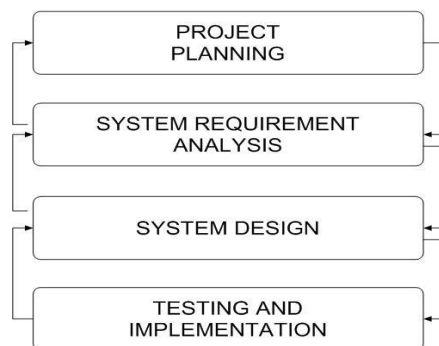 PROJECT
PLANNING
SYSTEM REQUIREMENT
ANALYSIS
SYSTEM DESIGN
TESTING AND
IMPLEMENTATION